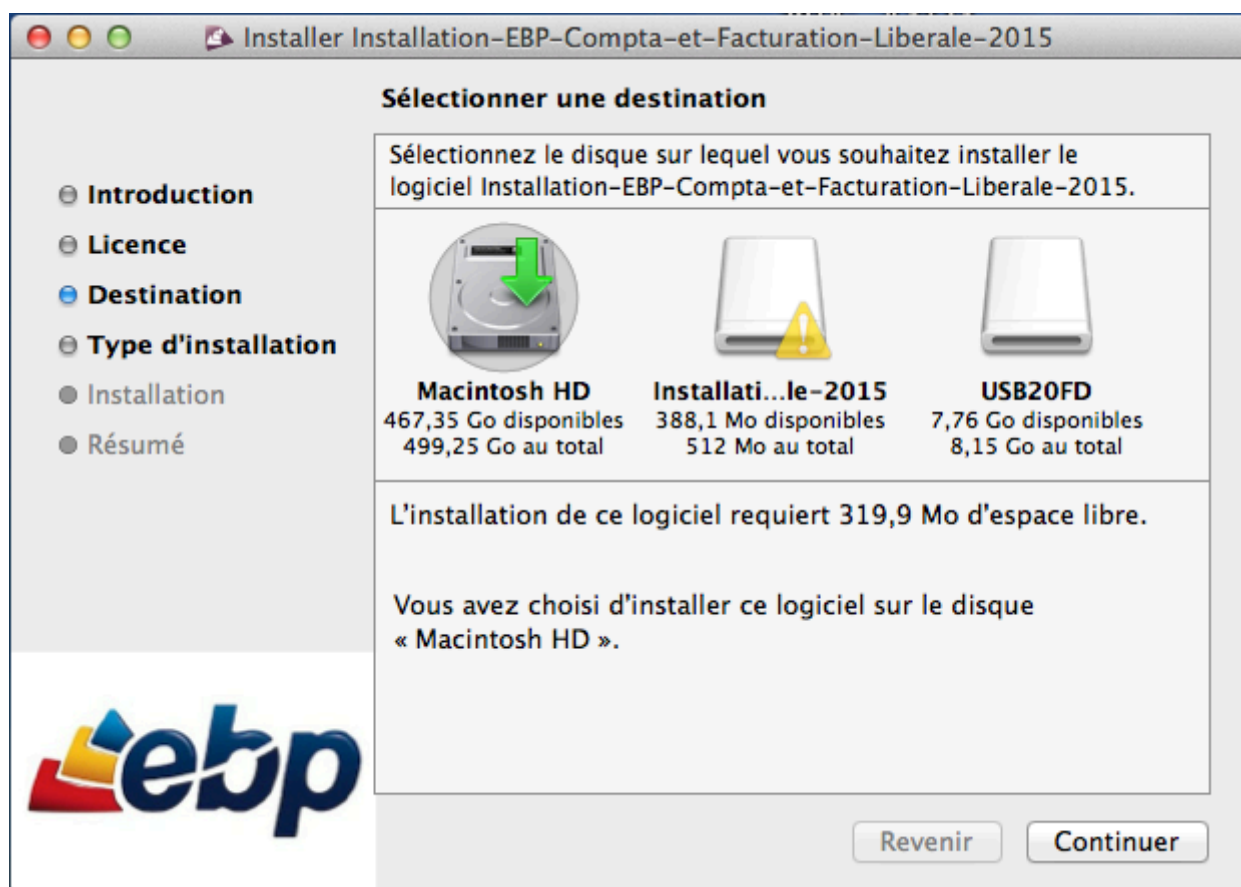 Installer Installation-EBP-Compta-et-Facturation-Liberale-2015
Sélectionner une destination
Introduction
Licence
Destination
Type d'installation
Installation
Résumé
Sélectionnez le disque sur lequel vous souhaitez installer le
logiciel Installation-EBP-Compta-et-Facturation-Liberale-2015.
Macintosh HD
467,35 Go disponibles
499,25 Go au total
Installati...le-2015
388,1 Mo disponibles
512 Mo au total
USB20FD
7,76 Go disponibles
8,15 Go au total
L'installation de ce logiciel requiert 319,9 Mo d'espace libre.
Vous avez choisi d'installer ce logiciel sur le disque
« Macintosh HD ».
ebp
Revenir
Continuer